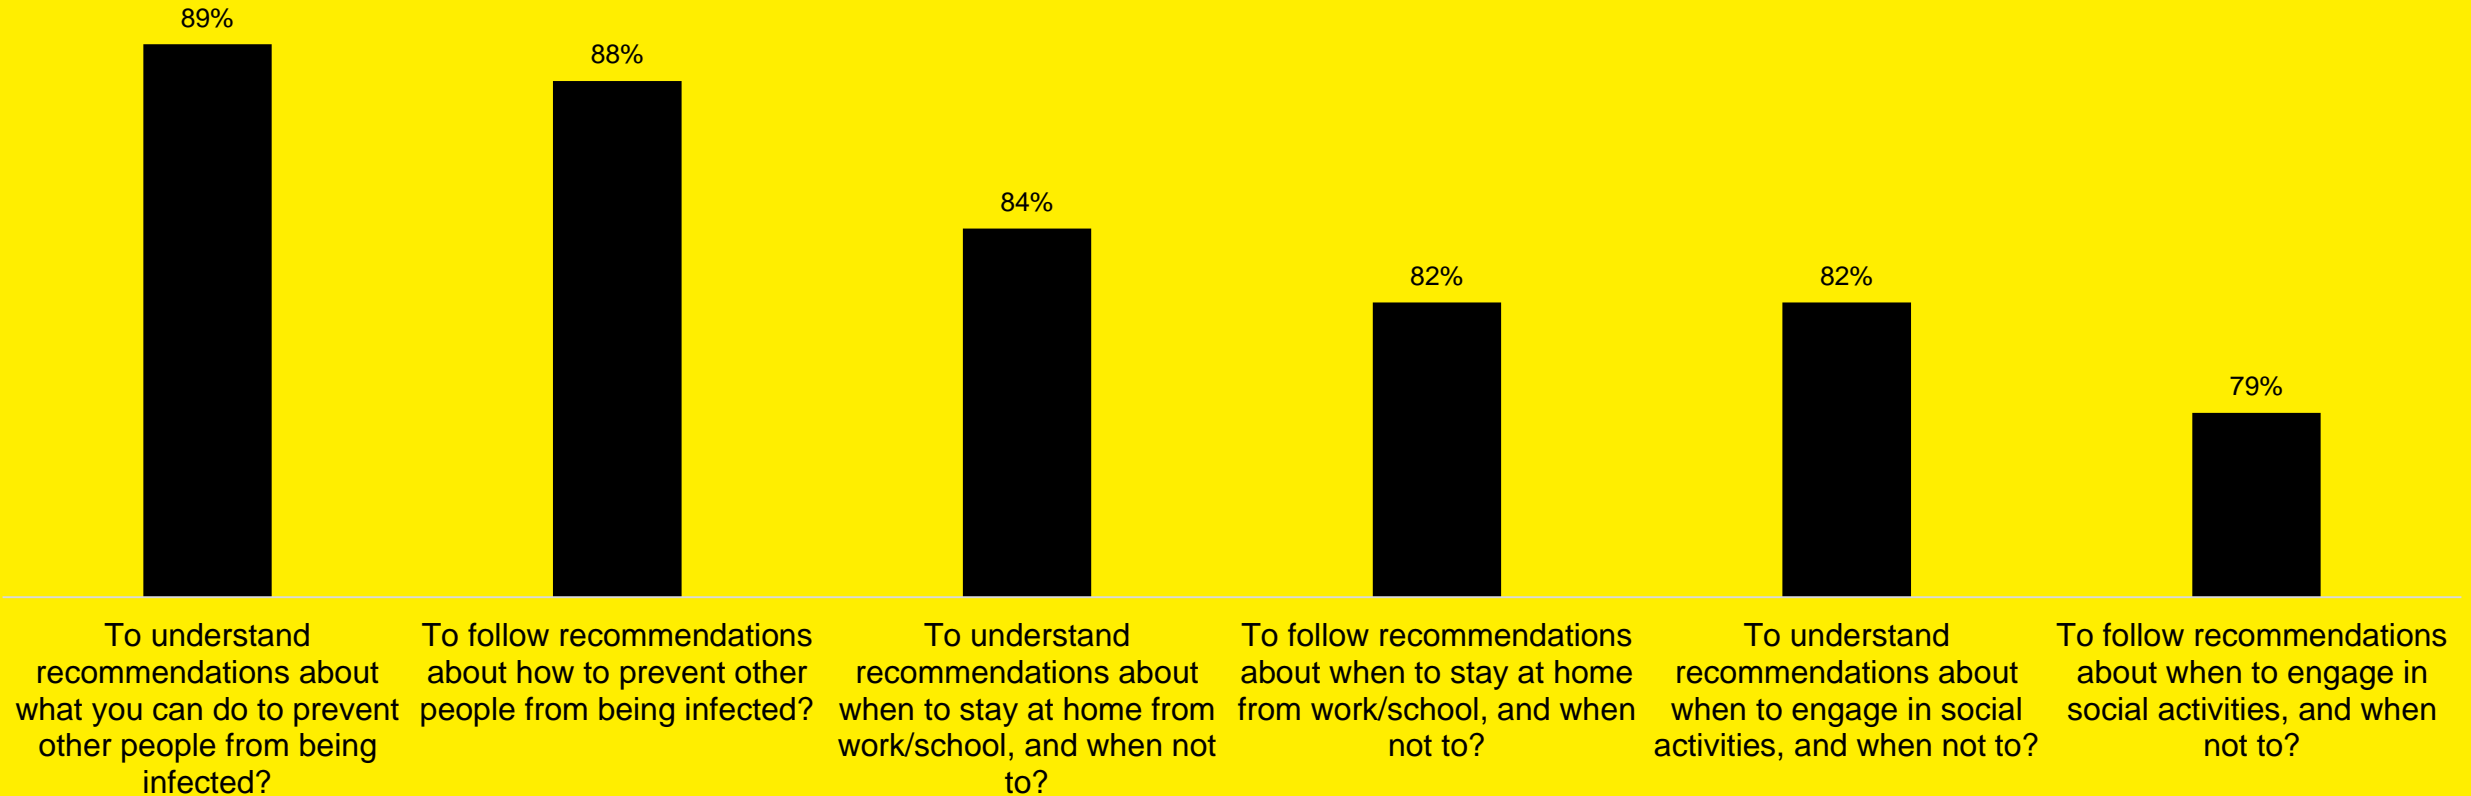 89%
88%
84%
82%
82%
79%
To understand
recommendations about
what you can do to prevent
other people from being
infected?
To follow recommendations
about how to prevent other
people from being infected?
To understand
recommendations about
when to stay at home from
work/school, and when not
to?
To follow recommendations
about when to stay at home
from work/school, and when
not to?
To understand
recommendations about
when to engage in social
activities, and when not to?
To follow recommendations
about when to engage in
social activities, and when
not to?